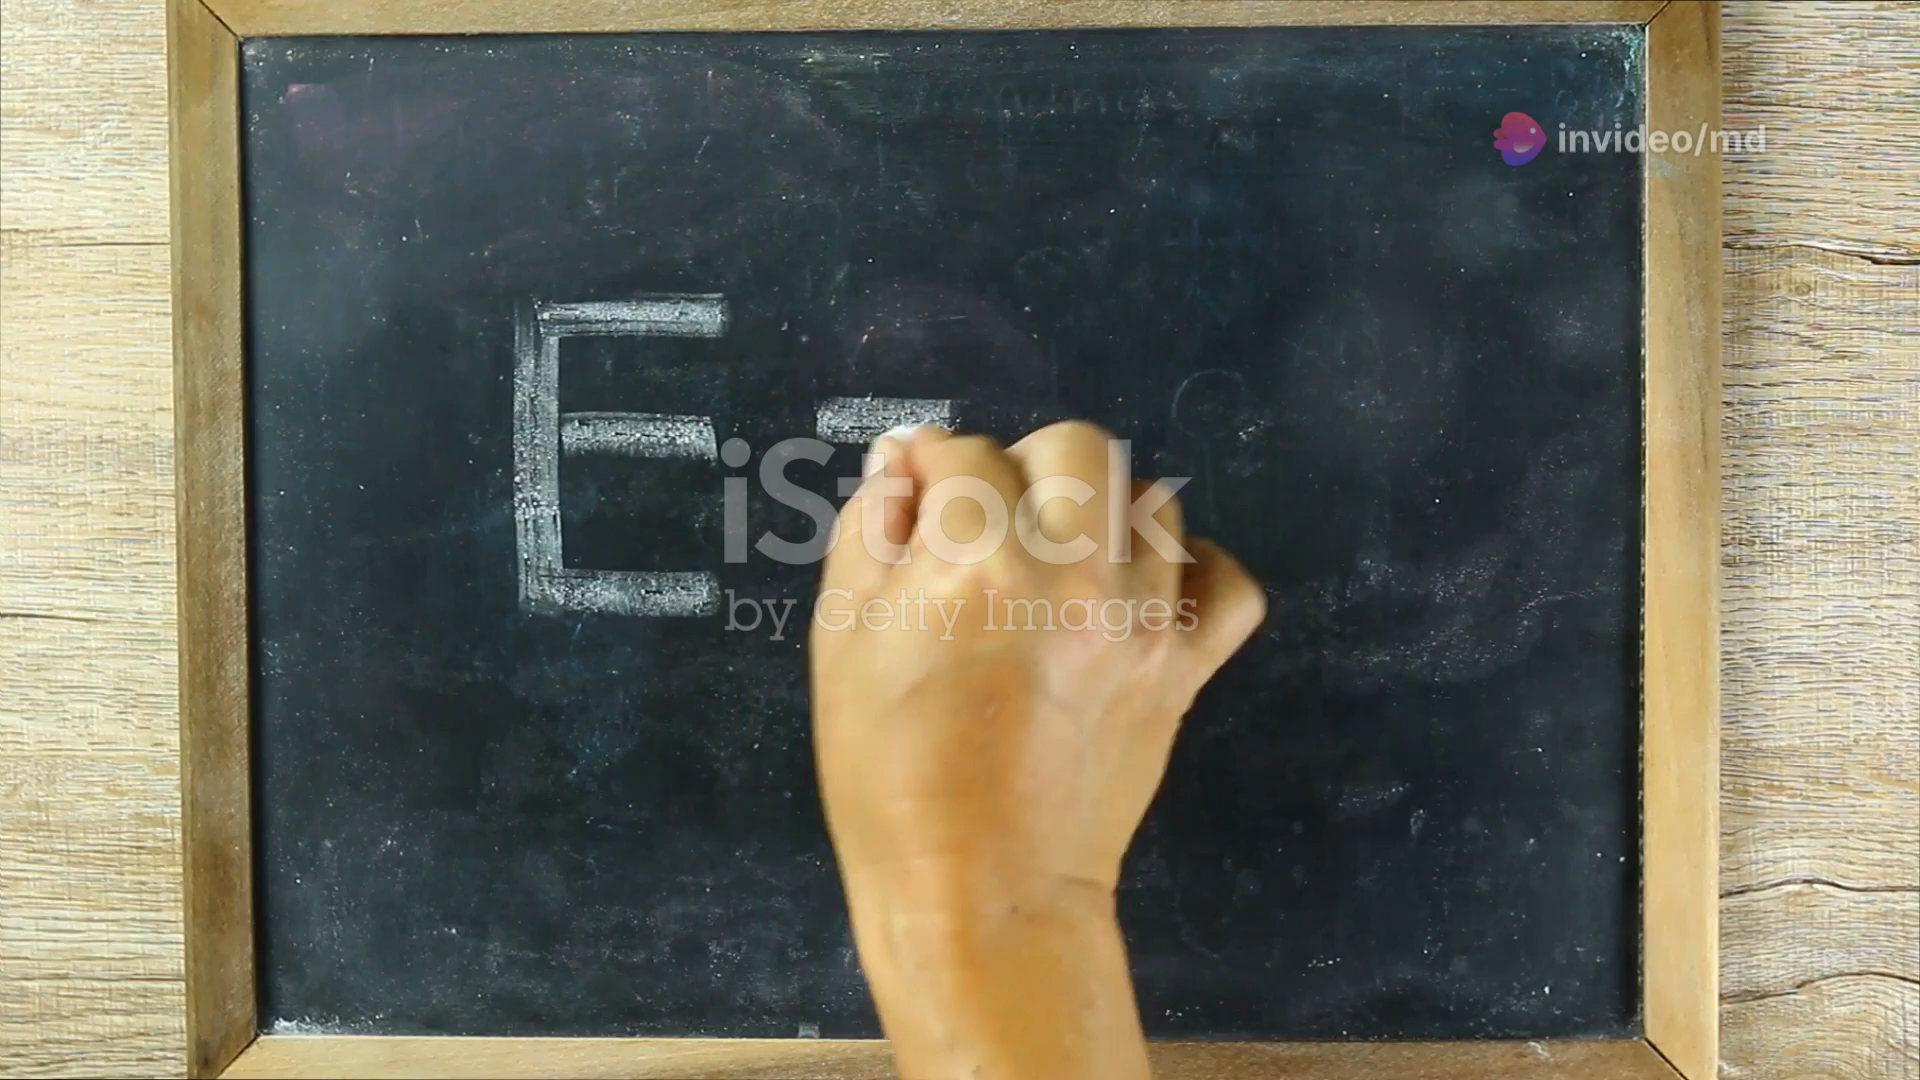 invideo/md
E =
iStock
by Getty Images